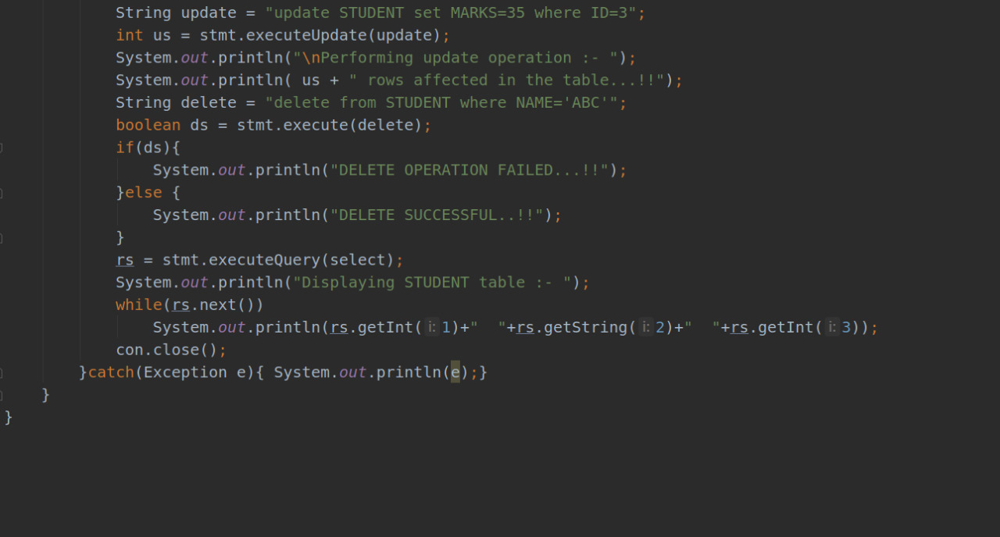 String update = "update STUDENT set MARKS=35 where ID=3";
int us = stmt.executeUpdate(update);
System.out.println("\nPerforming update operation :- ");
System.out.println( us + " rows affected in the table...!!");
String delete = "delete from STUDENT where NAME='ABC'";
boolean ds = stmt.execute(delete);
if(ds){
System.out.println("DELETE OPERATION FAILED...!!");
}else {
System.out.println("DELETE SUCCESSFUL..!!");
}
rs = stmt.executeQuery(select);
System.out.println("Displaying STUDENT table :- ");
while(rs.next())
System.out.println(rs.getInt( i: 1)+"  "+rs.getString( i: 2)+"  "+rs.getInt( i: 3));
con.close();
}catch(Exception e){ System.out.println(e);}
}
}